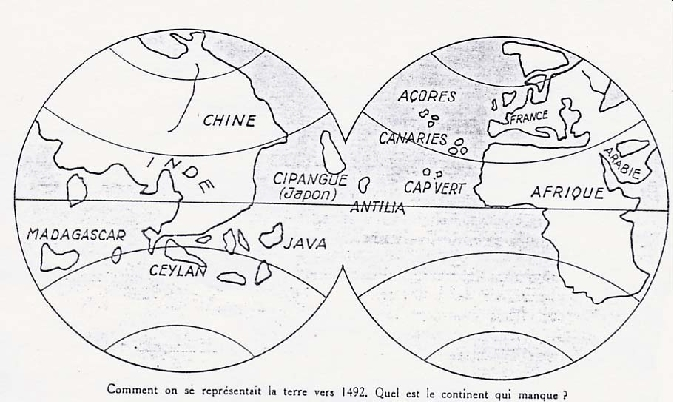 CHINE
INDE
CIPANGUE
(Japon)
ANTILIA
MADAGASCAR
CEYLAN
JAVA
AÇORES
CANARIES
CAP VERT
FRANCE
ARABIE
AFRIQUE
Comment on se représentait la terre vers 1492. Quel est le continent qui manque ?